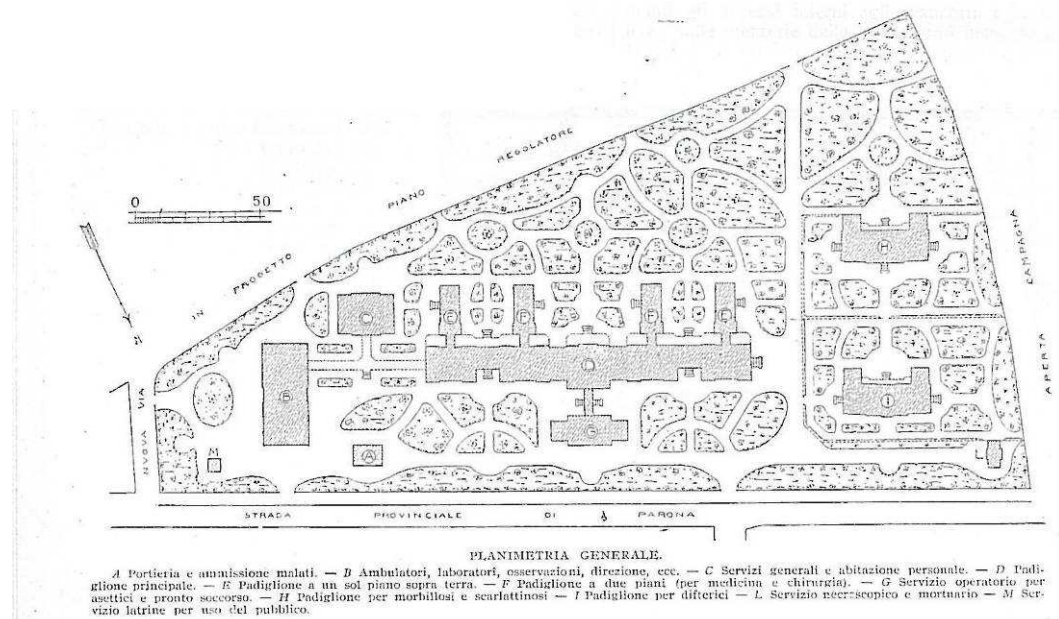 0 50
NUOVA VIA IN PROGETTO PIANO REGOLATORE
CAMPAGNA APERTA
H
C
E
F
F
E
B
D
I
G
A
M
L
STRADA PROVINCIALE DI PARONA
PLANIMETRIA GENERALE.
A Portieria e ammissione malati. — B Ambulatori, laboratori, osservazioni, direzione, ecc. — C Servizi generali e abitazione personale. — D Padi-
glione principale. — E Padiglione a un sol piano sopra terra. — F Padiglione a due piani (per medicina e chirurgia). — G Servizio operatorio per
asettici e pronto soccorso. — H Padiglione per morbillosi e scarlattinosi — I Padiglione per difterici — L Servizio necroscopico e mortuario — M Ser-
vizio latrine per uso del pubblico.